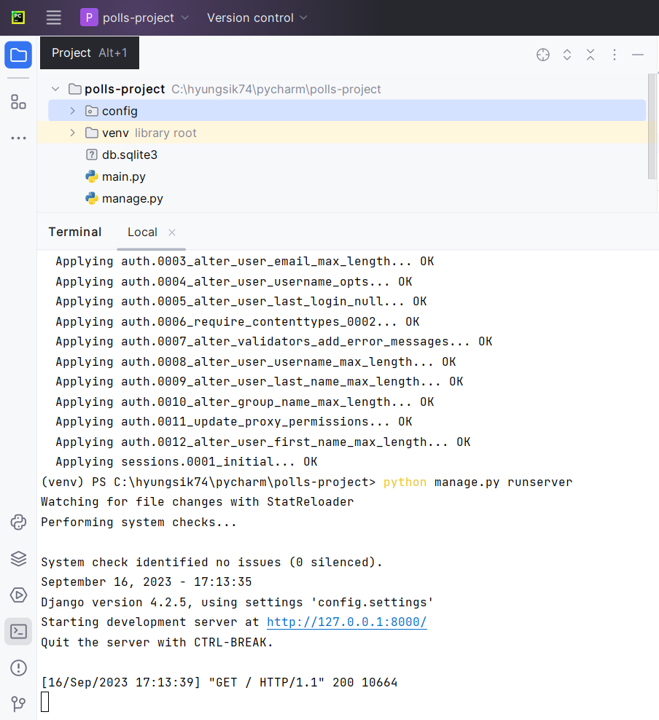 PC
P polls-project Version control
Project Alt+1
polls-project C:\hyungsik74\pycharm\polls-project
config
venv library root
db.sqlite3
main.py
manage.py
Terminal Local
Applying auth.0003_alter_user_email_max_length... OK
Applying auth.0004_alter_user_username_opts... OK
Applying auth.0005_alter_user_last_login_null... OK
Applying auth.0006_require_contenttypes_0002... OK
Applying auth.0007_alter_validators_add_error_messages... OK
Applying auth.0008_alter_user_username_max_length... OK
Applying auth.0009_alter_user_last_name_max_length... OK
Applying auth.0010_alter_group_name_max_length... OK
Applying auth.0011_update_proxy_permissions... OK
Applying auth.0012_alter_user_first_name_max_length... OK
Applying sessions.0001_initial... OK
(venv) PS C:\hyungsik74\pycharm\polls-project> python manage.py runserver
Watching for file changes with StatReloader
Performing system checks...
System check identified no issues (0 silenced).
September 16, 2023 - 17:13:35
Django version 4.2.5, using settings 'config.settings'
Starting development server at http://127.0.0.1:8000/
Quit the server with CTRL-BREAK.
[16/Sep/2023 17:13:39] "GET / HTTP/1.1" 200 10664